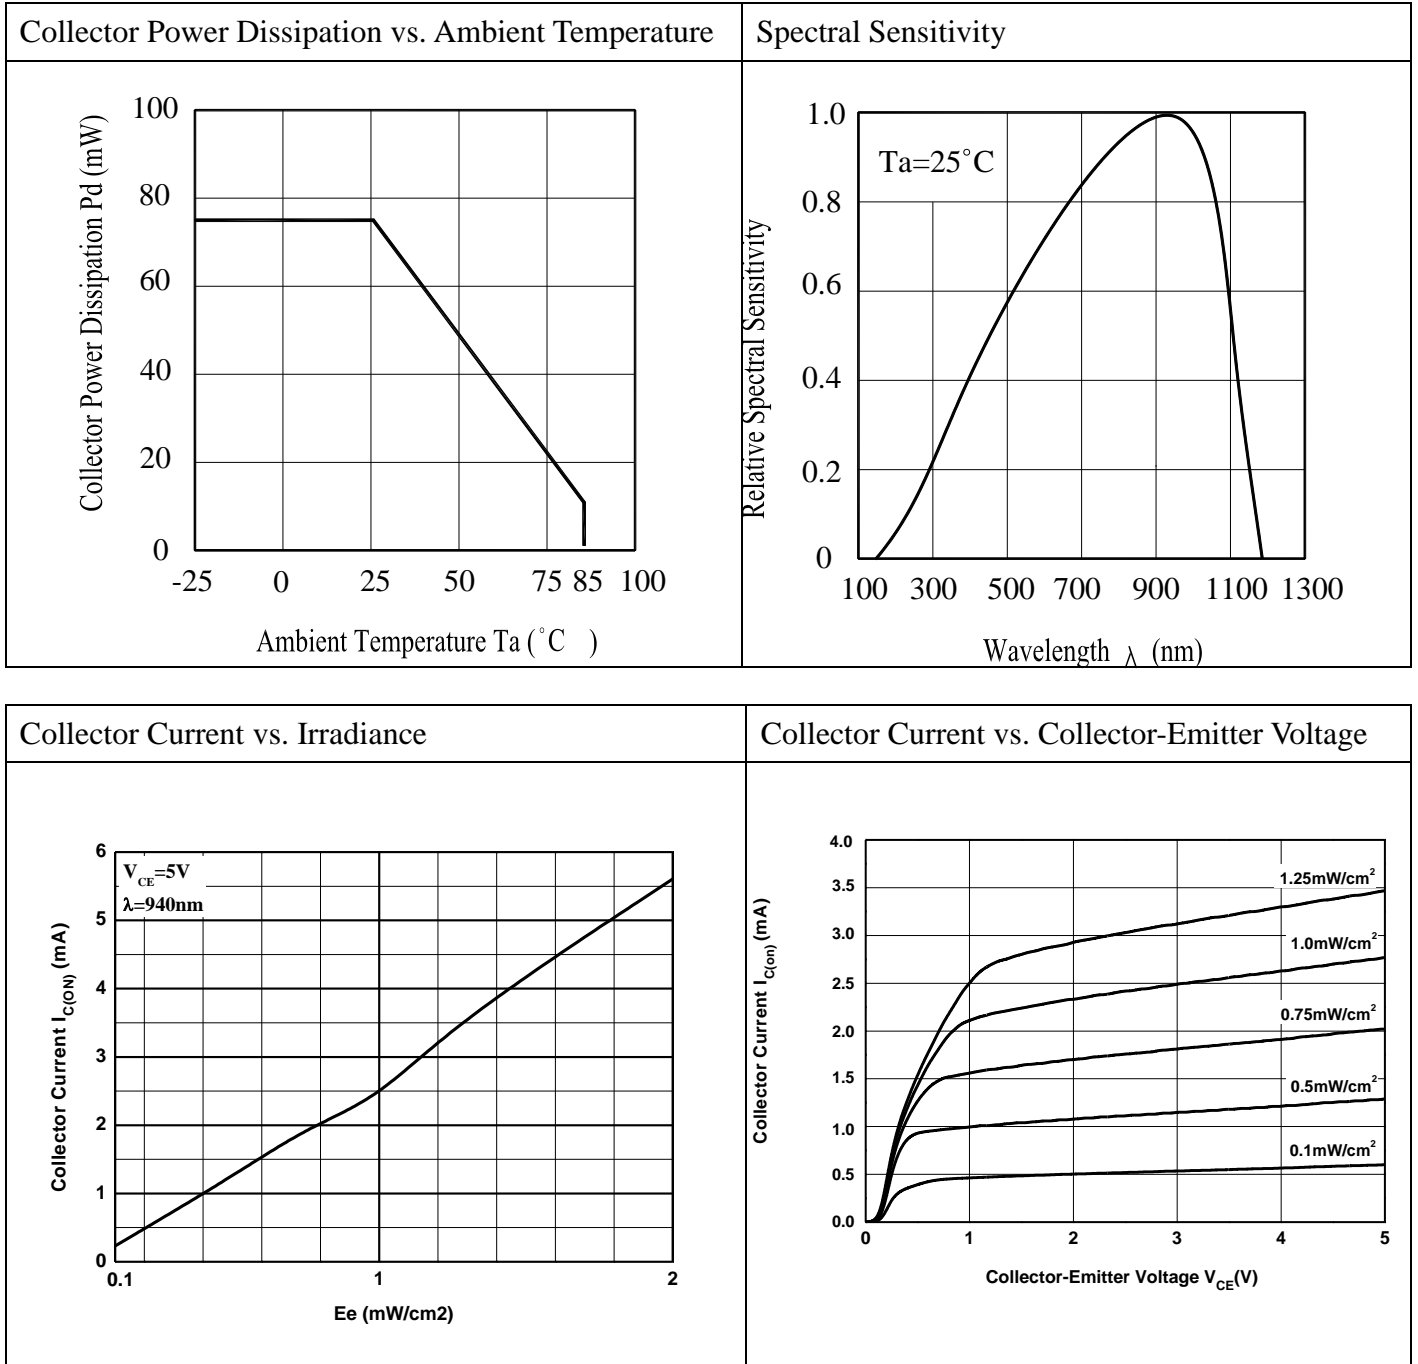 Collector Power Dissipation vs. Ambient Temperature
Collector Power Dissipation Pd (mW)
100
80
60
40
20
0
-25 0 25 50 75 85 100
Ambient Temperature Ta (°C )
Spectral Sensitivity
Relative Spectral Sensitivity
1.0
0.8
0.6
0.4
0.2
0
Ta=25°C
100 300 500 700 900 1100 1300
Wavelength λ (nm)
Collector Current vs. Irradiance
Collector Current I_C(ON) (mA)
6
5
4
3
2
1
0
V_CE=5V
λ=940nm
0.1 1 2
Ee (mW/cm2)
Collector Current vs. Collector-Emitter Voltage
Collector Current I_C(on) (mA)
4.0
3.5
3.0
2.5
2.0
1.5
1.0
0.5
0.0
1.25mW/cm²
1.0mW/cm²
0.75mW/cm²
0.5mW/cm²
0.1mW/cm²
0 1 2 3 4 5
Collector-Emitter Voltage V_CE(V)